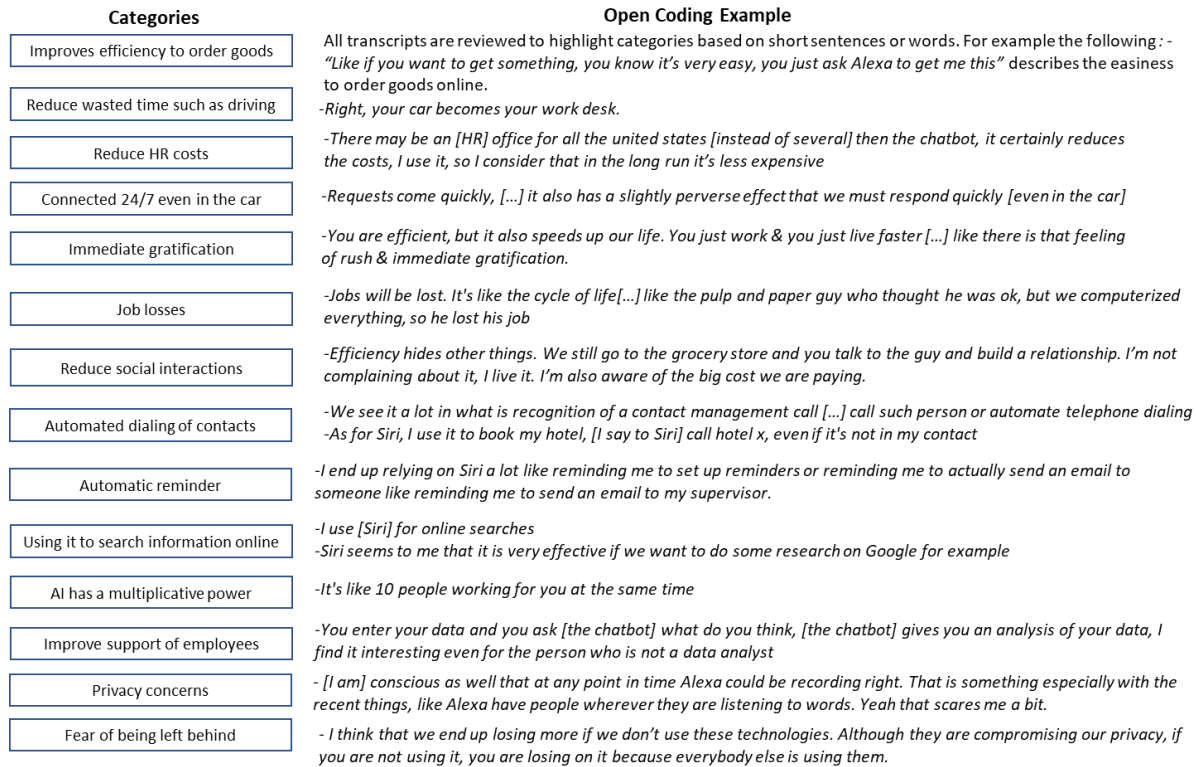 Categories
Open Coding Example
Improves efficiency to order goods
All transcripts are reviewed to highlight categories based on short sentences or words. For example the following : -
“Like if you want to get something, you know it’s very easy, you just ask Alexa to get me this” describes the easiness
to order goods online.
Reduce wasted time such as driving
-Right, your car becomes your work desk.
Reduce HR costs
-There may be an [HR] office for all the united states [instead of several] then the chatbot, it certainly reduces
the costs, I use it, so I consider that in the long run it’s less expensive
Connected 24/7 even in the car
-Requests come quickly, [...] it also has a slightly perverse effect that we must respond quickly [even in the car]
Immediate gratification
-You are efficient, but it also speeds up our life. You just work & you just live faster [...] like there is that feeling
of rush & immediate gratification.
Job losses
-Jobs will be lost. It's like the cycle of life[...] like the pulp and paper guy who thought he was ok, but we computerized
everything, so he lost his job
Reduce social interactions
-Efficiency hides other things. We still go to the grocery store and you talk to the guy and build a relationship. I’m not
complaining about it, I live it. I’m also aware of the big cost we are paying.
Automated dialing of contacts
-We see it a lot in what is recognition of a contact management call [...] call such person or automate telephone dialing
-As for Siri, I use it to book my hotel, [I say to Siri] call hotel x, even if it's not in my contact
Automatic reminder
-I end up relying on Siri a lot like reminding me to set up reminders or reminding me to actually send an email to
someone like reminding me to send an email to my supervisor.
Using it to search information online
-I use [Siri] for online searches
-Siri seems to me that it is very effective if we want to do some research on Google for example
AI has a multiplicative power
-It's like 10 people working for you at the same time
Improve support of employees
-You enter your data and you ask [the chatbot] what do you think, [the chatbot] gives you an analysis of your data, I
find it interesting even for the person who is not a data analyst
Privacy concerns
- [I am] conscious as well that at any point in time Alexa could be recording right. That is something especially with the
recent things, like Alexa have people wherever they are listening to words. Yeah that scares me a bit.
Fear of being left behind
- I think that we end up losing more if we don’t use these technologies. Although they are compromising our privacy, if
you are not using it, you are losing on it because everybody else is using them.